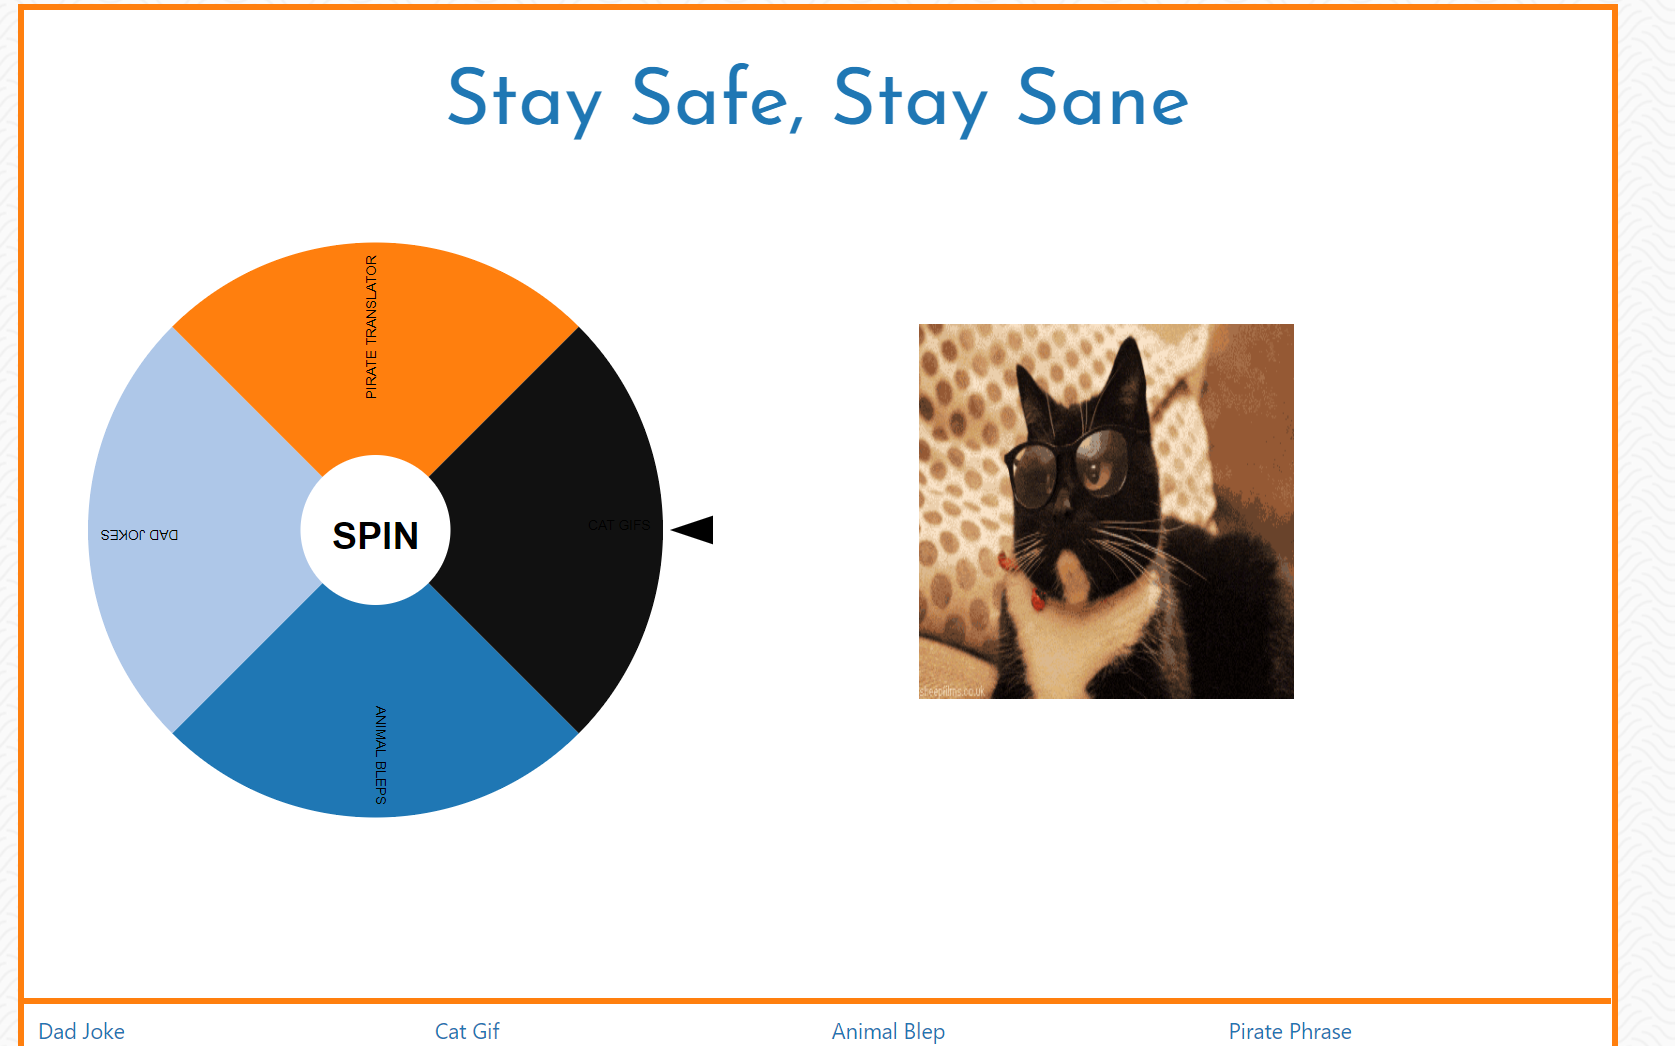 Stay Safe, Stay Sane
PIRATE TRANSLATOR
DAD JOKES
SPIN
CAT GIFS
ANIMAL BLEPS
sheepfilms.co.uk
Dad Joke
Cat Gif
Animal Blep
Pirate Phrase